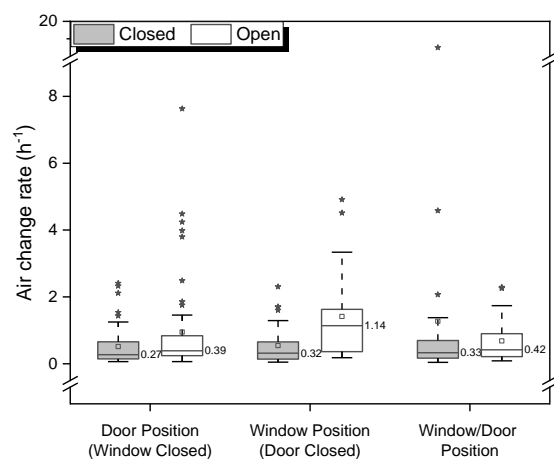 20
Closed Open
8
6
4
2
0
Air change rate (h-1)
0.27 0.39 0.32 1.14 0.33 0.42
Door Position Window Position Window/Door
(Window Closed) (Door Closed) Position